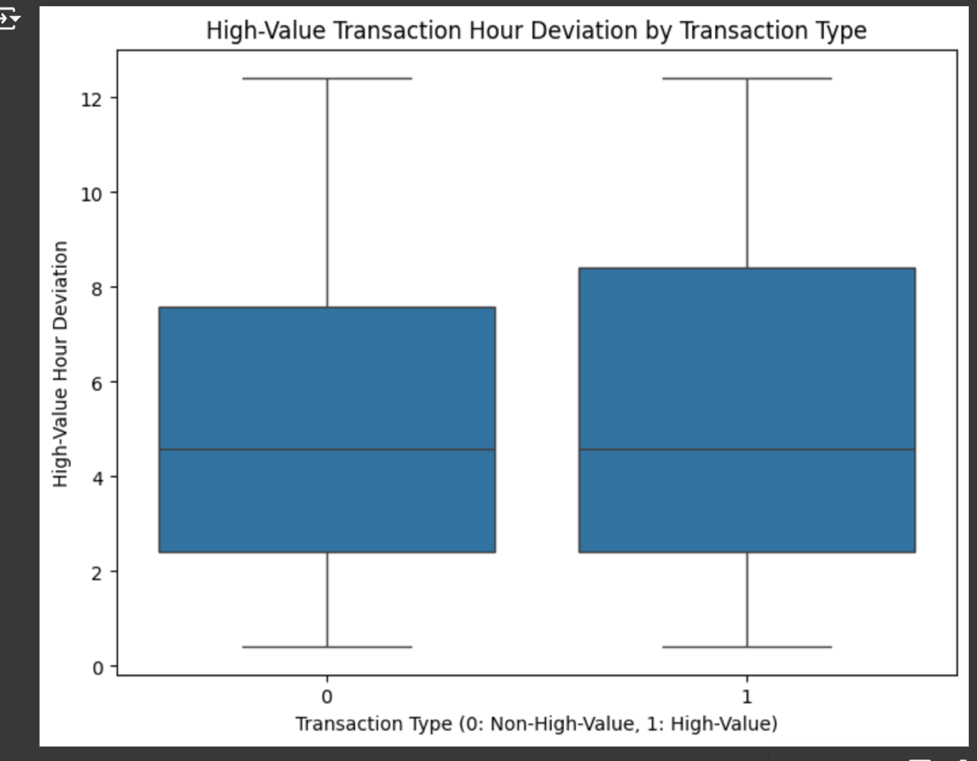 High-Value Transaction Hour Deviation by Transaction Type
High-Value Hour Deviation
12
10
8
6
4
2
0
0 1
Transaction Type (0: Non-High-Value, 1: High-Value)